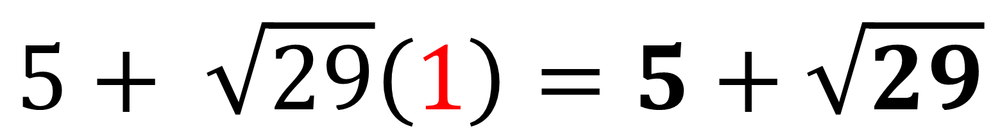 5 + √29(1) = 5 + √29